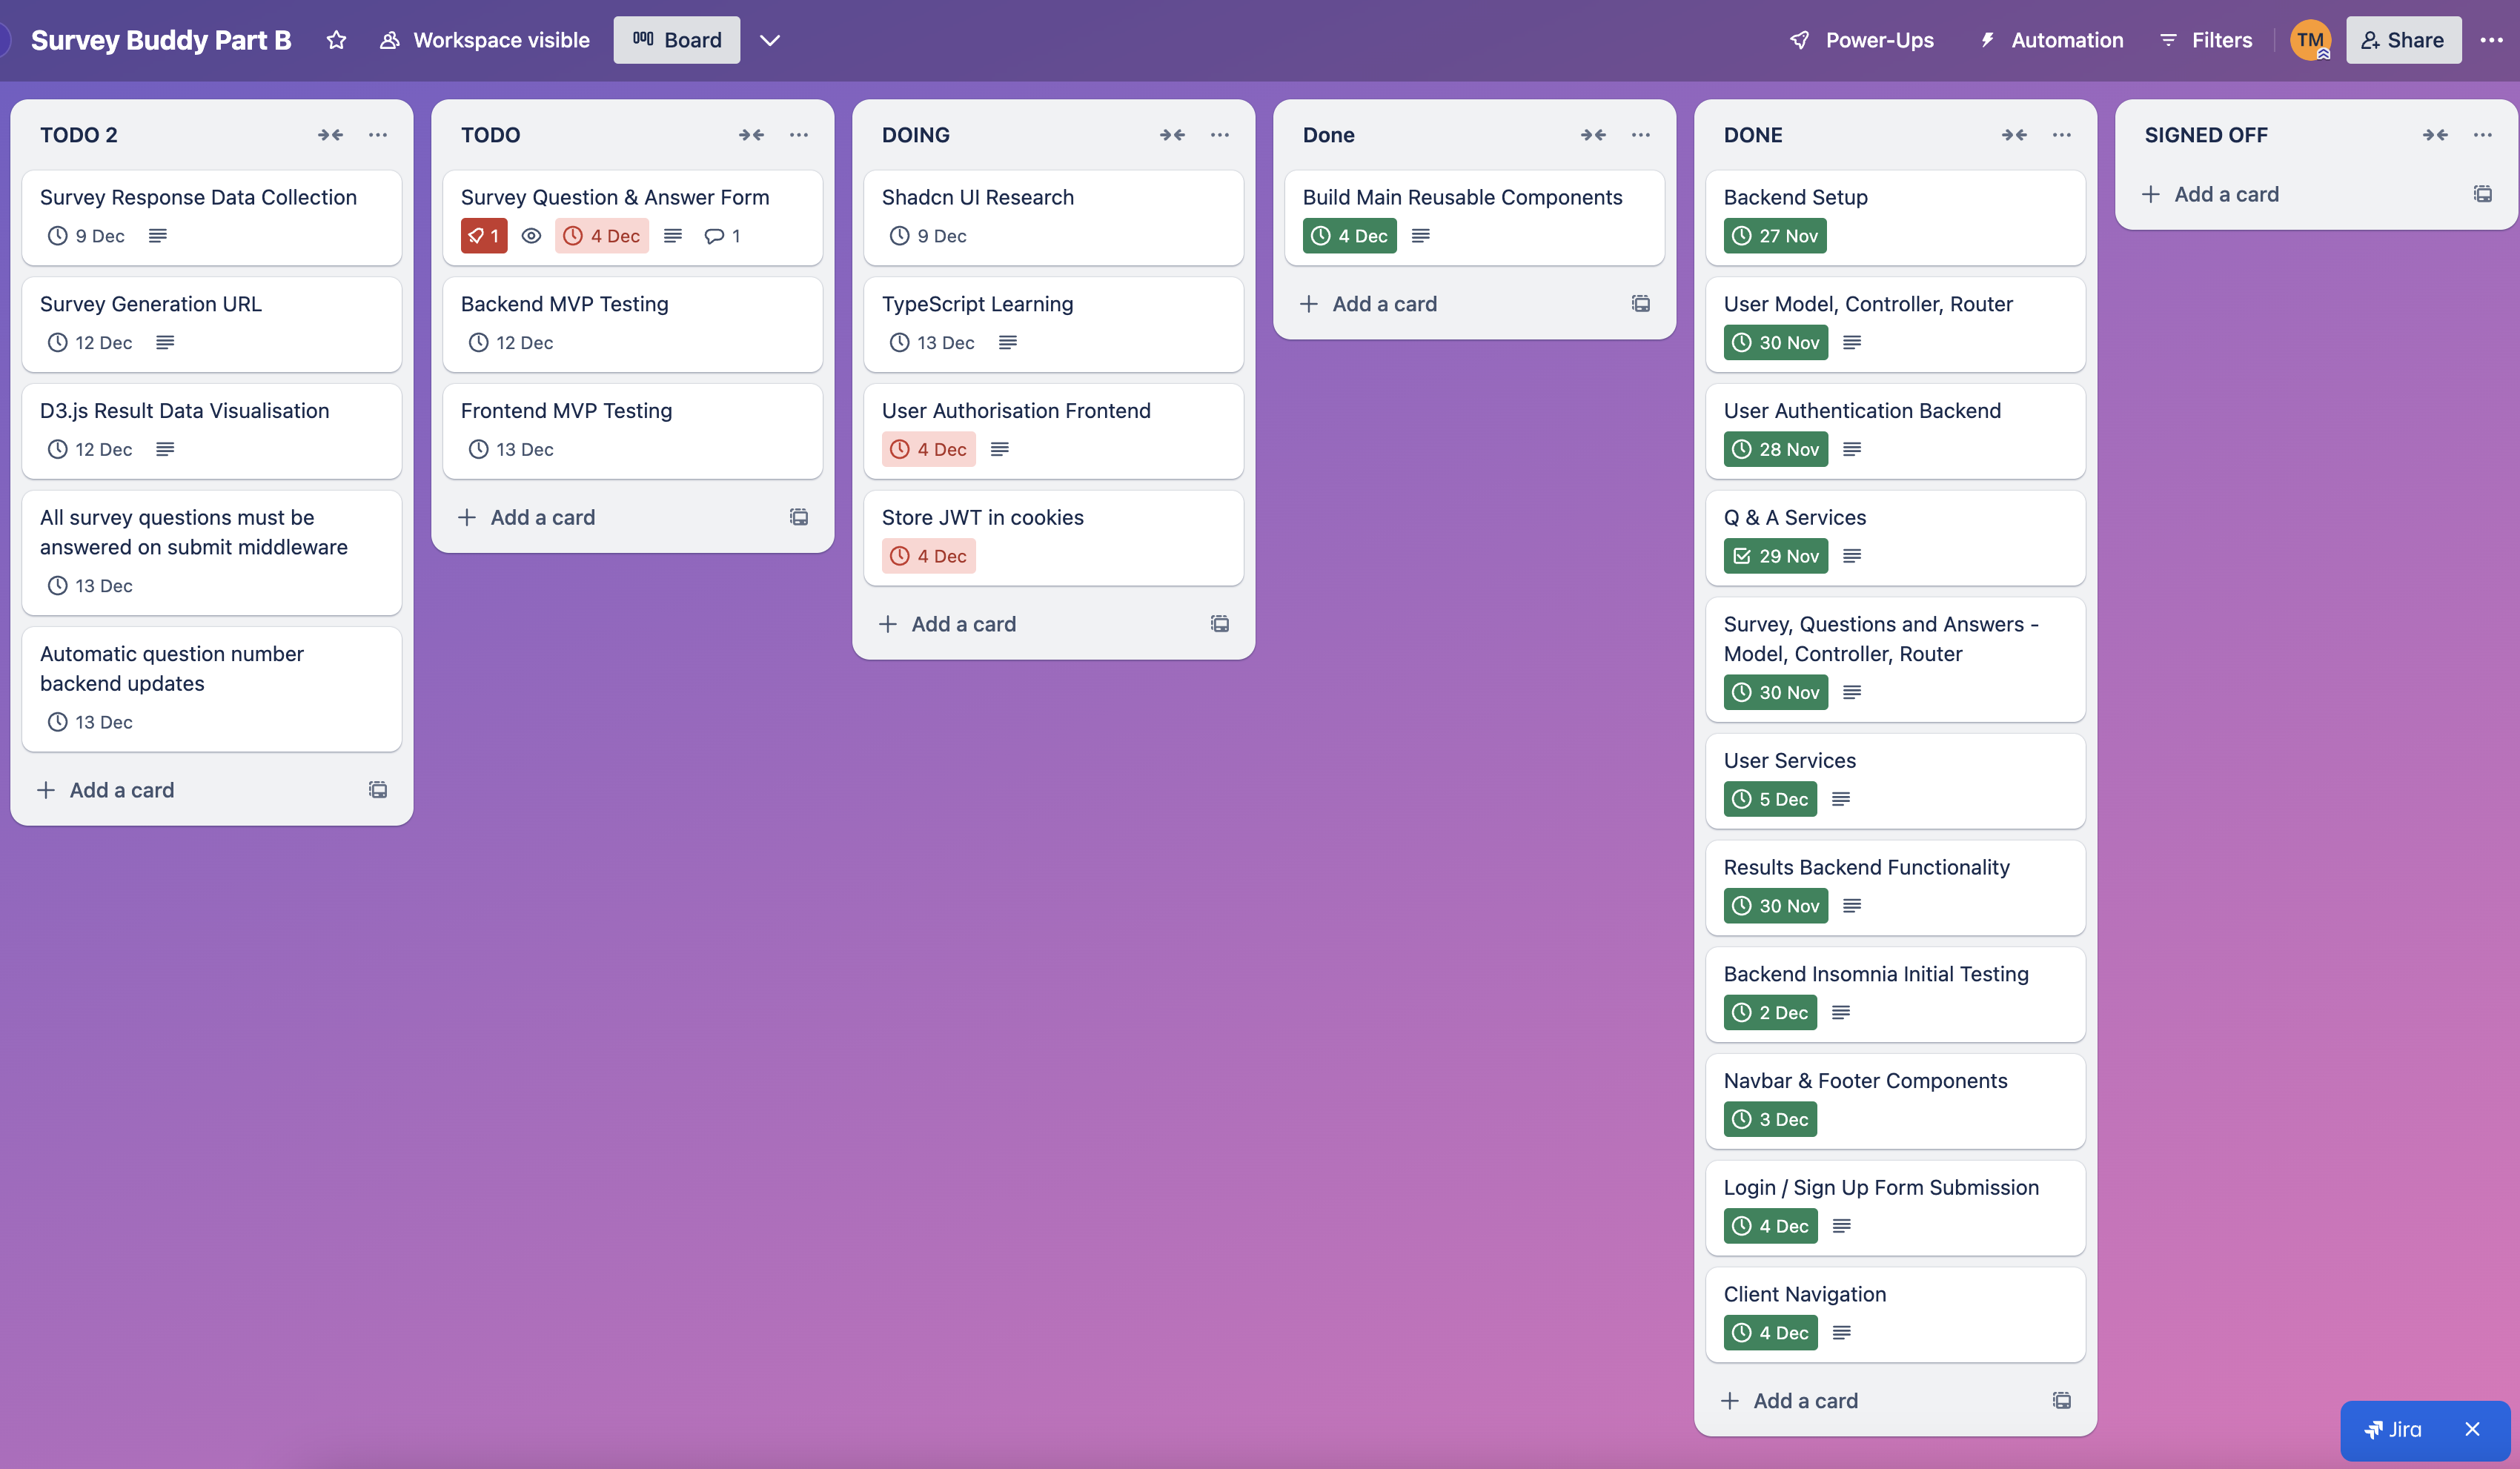 Survey Buddy Part B
Workspace visible
Board
Power-Ups
Automation
Filters
TM
Share
TODO 2
Survey Response Data Collection
9 Dec
Survey Generation URL
12 Dec
D3.js Result Data Visualisation
12 Dec
All survey questions must be
answered on submit middleware
13 Dec
Automatic question number
backend updates
13 Dec
Add a card
TODO
Survey Question & Answer Form
1 4 Dec 1
Backend MVP Testing
12 Dec
Frontend MVP Testing
13 Dec
Add a card
DOING
Shadcn UI Research
9 Dec
TypeScript Learning
13 Dec
User Authorisation Frontend
4 Dec
Store JWT in cookies
4 Dec
Add a card
Done
Build Main Reusable Components
4 Dec
Add a card
DONE
Backend Setup
27 Nov
User Model, Controller, Router
30 Nov
User Authentication Backend
28 Nov
Q & A Services
29 Nov
Survey, Questions and Answers -
Model, Controller, Router
30 Nov
User Services
5 Dec
Results Backend Functionality
30 Nov
Backend Insomnia Initial Testing
2 Dec
Navbar & Footer Components
3 Dec
Login / Sign Up Form Submission
4 Dec
Client Navigation
4 Dec
Add a card
SIGNED OFF
Add a card
Jira